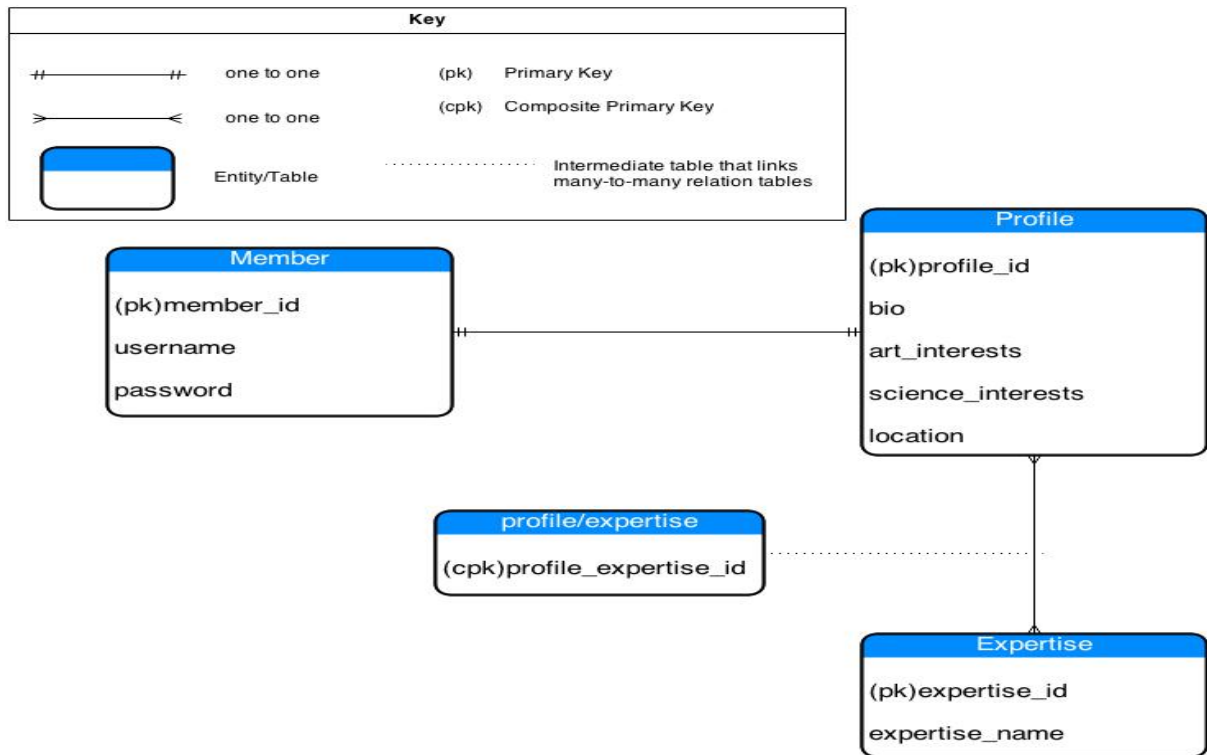 Key
one to one
(pk) Primary Key
one to one
(cpk) Composite Primary Key
Entity/Table
Intermediate table that links
many-to-many relation tables
Member
(pk)member_id
username
password
Profile
(pk)profile_id
bio
art_interests
science_interests
location
profile/expertise
(cpk)profile_expertise_id
Expertise
(pk)expertise_id
expertise_name